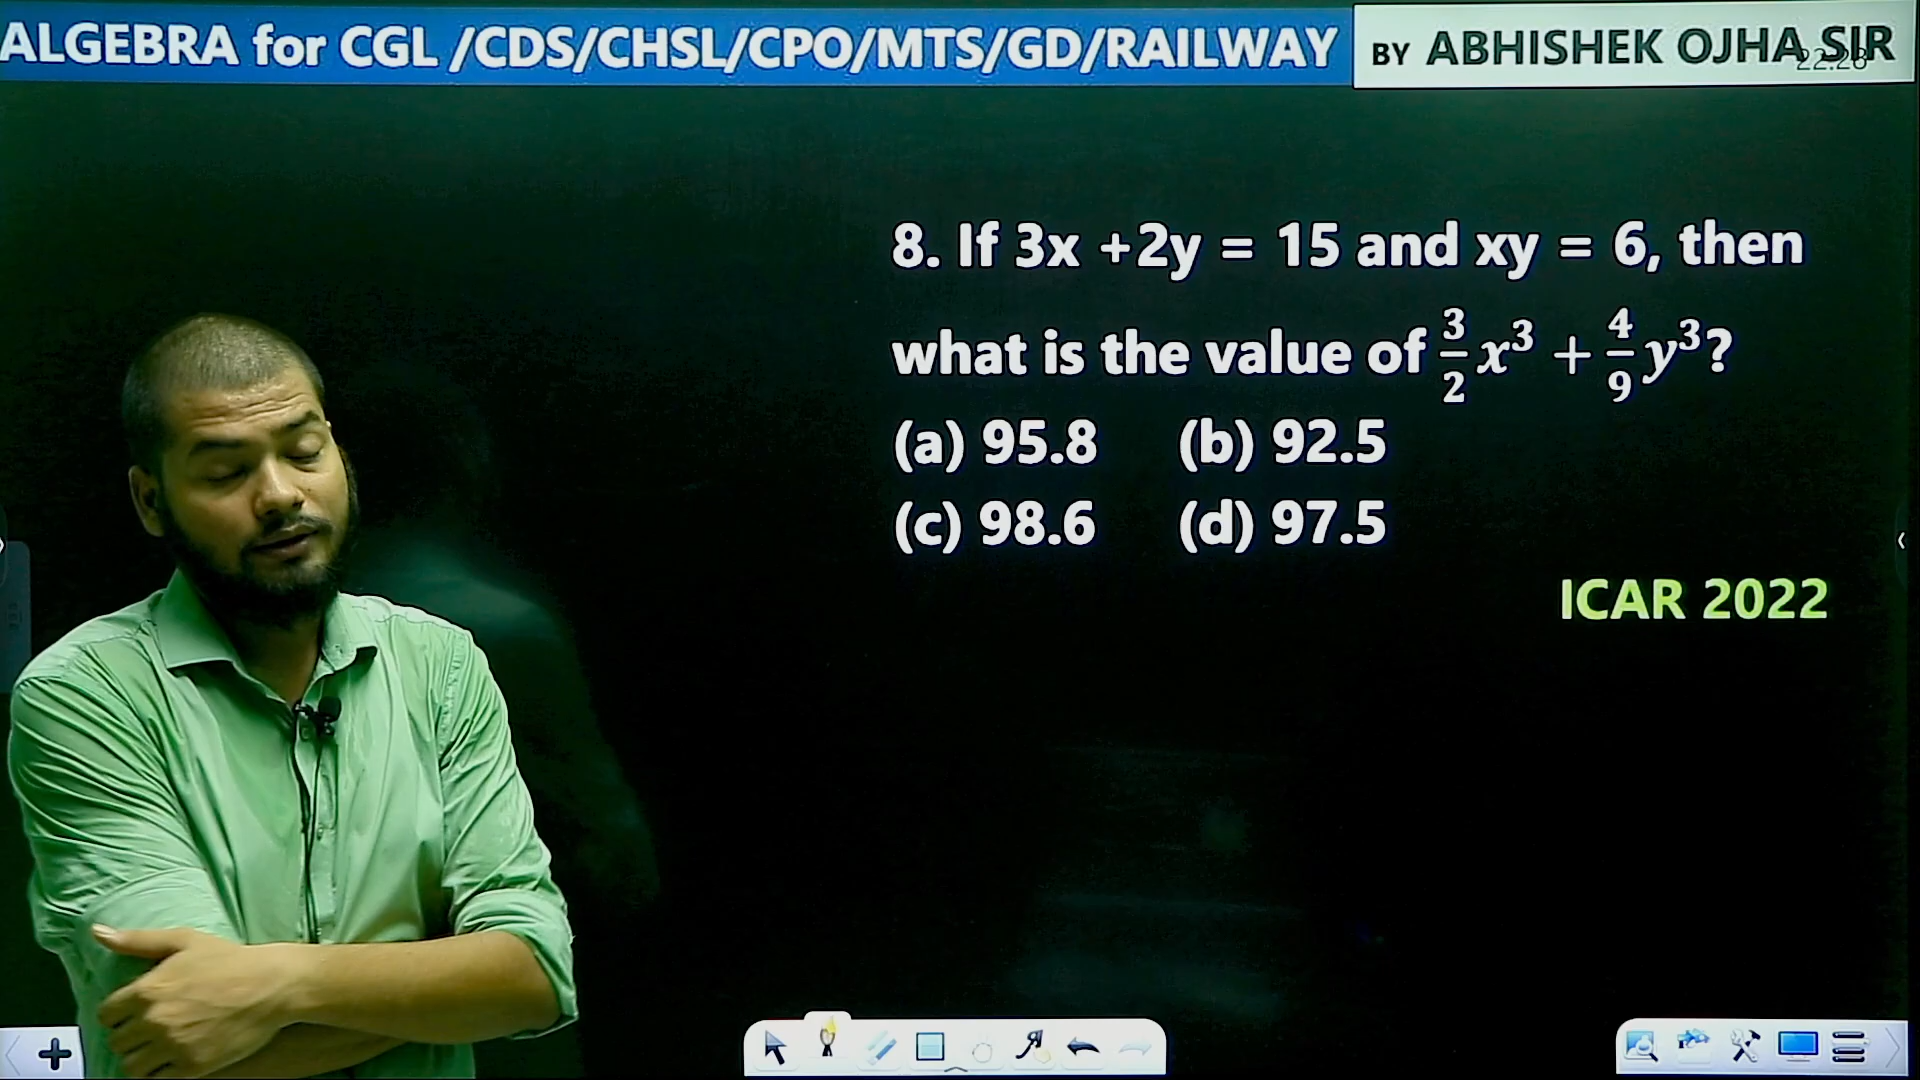 ALGEBRA for CGL /CDS/CHSL/CPO/MTS/GD/RAILWAY
BY ABHISHEK OJHA SIR
22:28
8. If 3x +2y = 15 and xy = 6, then
what is the value of 3/2 x³ + 4/9 y³?
(a) 95.8 (b) 92.5
(c) 98.6 (d) 97.5
ICAR 2022